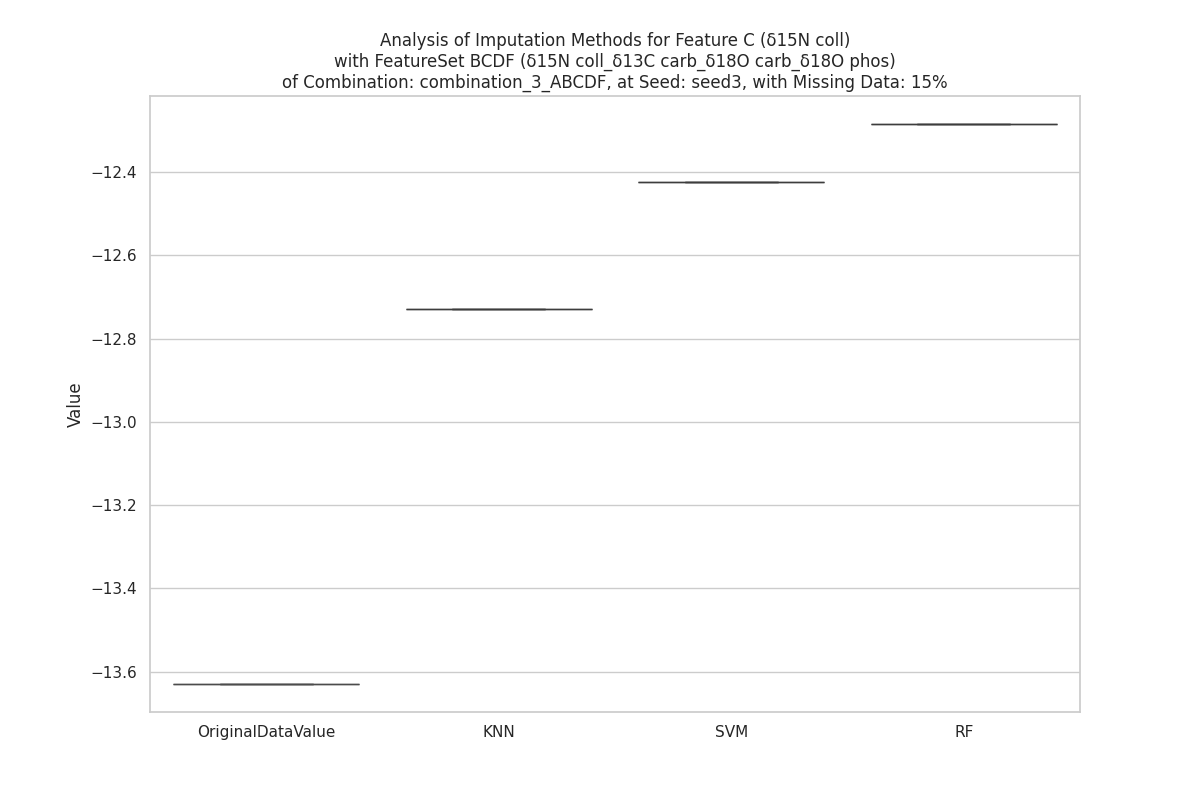 Analysis of Imputation Methods for Feature C (δ15N coll)
with FeatureSet BCDF (δ15N coll_δ13C carb_δ18O carb_δ18O phos)
of Combination: combination_3_ABCDF, at Seed: seed3, with Missing Data: 15%
Value
−12.4
−12.6
−12.8
−13.0
−13.2
−13.4
−13.6
OriginalDataValue KNN SVM RF